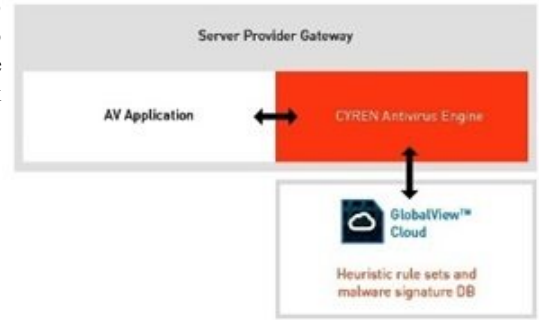 Server Provider Gateway
AV Application
CYREN Antivirus Engine
GlobalView™
Cloud
Heuristic rule sets and
malware signature DB